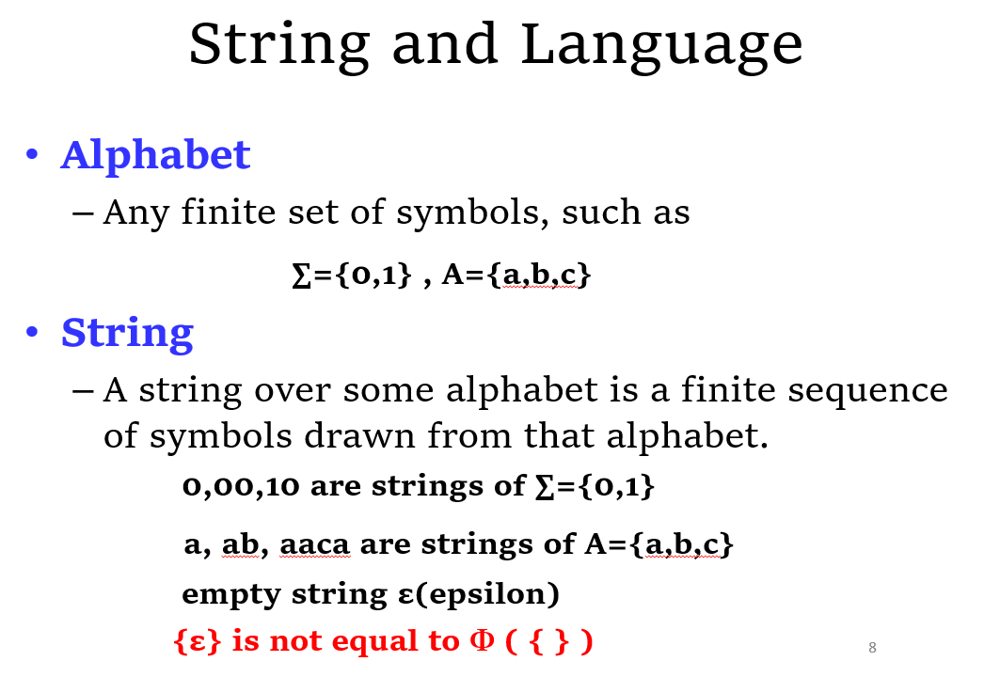 String and Language
• Alphabet
– Any finite set of symbols, such as
∑={0,1} , A={a,b,c}
• String
– A string over some alphabet is a finite sequence
of symbols drawn from that alphabet.
0,00,10 are strings of ∑={0,1}
a, ab, aaca are strings of A={a,b,c}
empty string ε(epsilon)
{ε} is not equal to Φ ( { } )
8